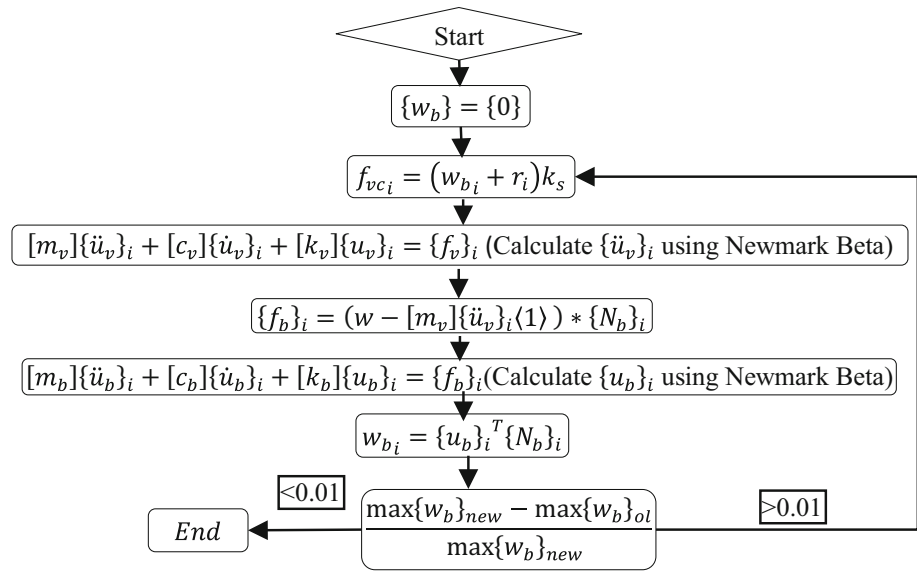 Start
{w_b} = {0}
f_{vc_i} = (w_{b_i} + r_i)k_s
[m_v]{ü_v}_i + [c_v]{u̇_v}_i + [k_v]{u_v}_i = {f_v}_i (Calculate {ü_v}_i using Newmark Beta)
{f_b}_i = (w − [m_v]{ü_v}_i⟨1⟩ ) ∗ {N_b}_i
[m_b]{ü_b}_i + [c_b]{u̇_b}_i + [k_b]{u_b}_i = {f_b}_i(Calculate {u_b}_i using Newmark Beta)
w_{b_i} = {u_b}_i^T{N_b}_i
<0.01
>0.01
max{w_b}_{new} − max{w_b}_{ol}
max{w_b}_{new}
End